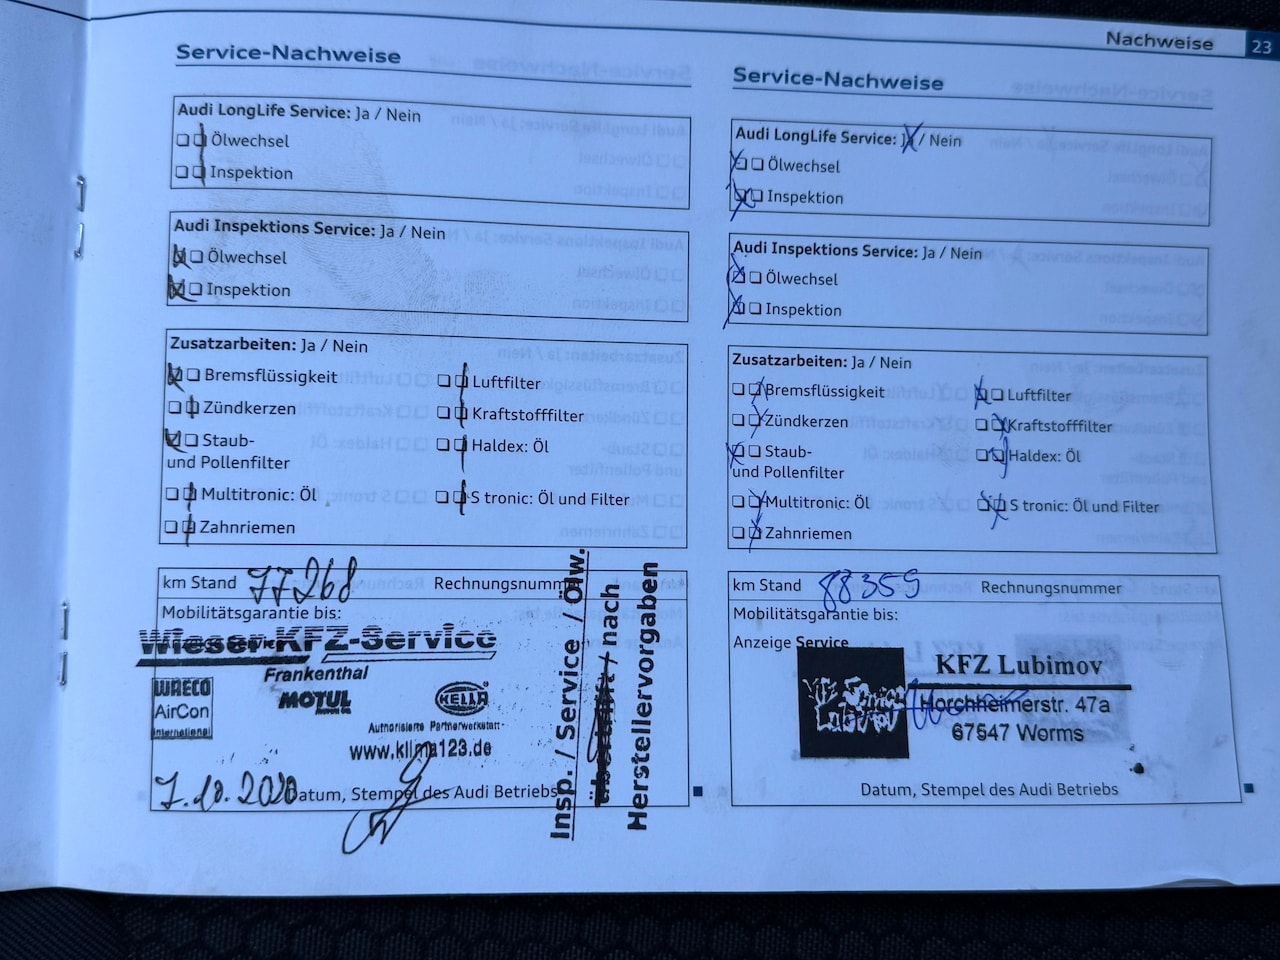 Nachweise 23
Service-Nachweise
Audi LongLife Service: Ja / Nein
Ölwechsel
Inspektion
Audi Inspektions Service: Ja / Nein
Ölwechsel
Inspektion
Zusatzarbeiten: Ja / Nein
Bremsflüssigkeit
Luftfilter
Zündkerzen
Kraftstofffilter
Staub-
und Pollenfilter
Haldex: Öl
Multitronic: Öl
S tronic: Öl und Filter
Zahnriemen
km Stand 77268 Rechnungsnummer
Mobilitätsgarantie bis:
Wieser KFZ-Service
Frankenthal
WAECO
AirCon
International
MOTUL
HELLA
Autorisierte Partnerwerkstatt
www.klima123.de
7.10.2020
Datum, Stempel des Audi Betriebs
Insp. / Service / Ölw.
nach
Herstellervorgaben
Service-Nachweise
Audi LongLife Service: Ja / Nein
Ölwechsel
Inspektion
Audi Inspektions Service: Ja / Nein
Ölwechsel
Inspektion
Zusatzarbeiten: Ja / Nein
Bremsflüssigkeit
Luftfilter
Zündkerzen
Kraftstofffilter
Staub-
und Pollenfilter
Haldex: Öl
Multitronic: Öl
S tronic: Öl und Filter
Zahnriemen
km Stand 88359 Rechnungsnummer
Mobilitätsgarantie bis:
Anzeige Service
KFZ Lubimov
Horchheimerstr. 47a
67547 Worms
Datum, Stempel des Audi Betriebs